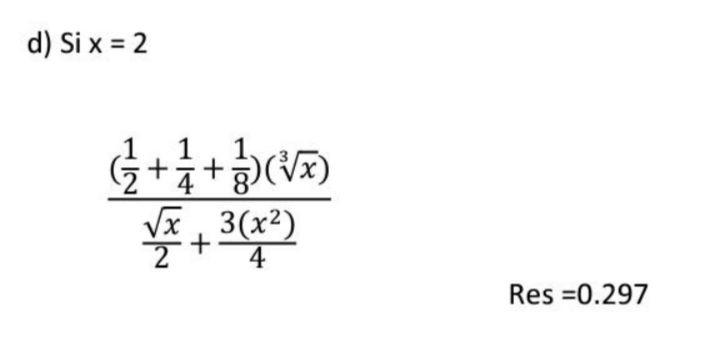 d) Si x = 2
(1/2 + 1/4 + 1/8)(∛x)
√x/2 + 3(x²)/4
Res =0.297